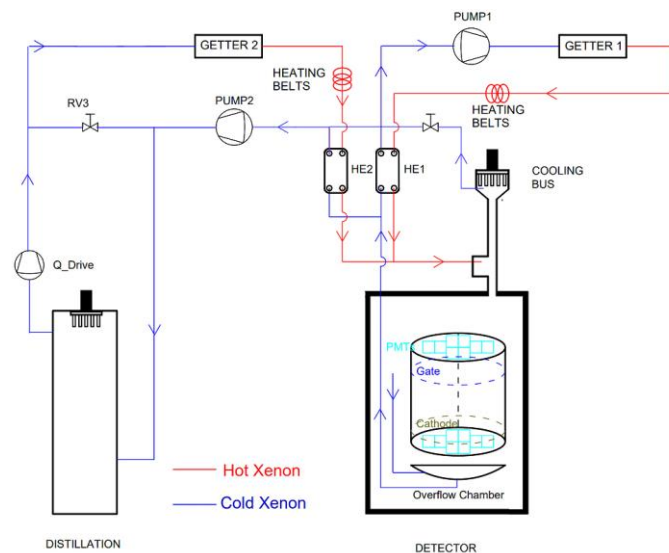 PUMP1
GETTER 2
GETTER 1
HEATING
BELTS
HEATING
BELTS
RV3
PUMP2
HE2
HE1
COOLING
BUS
Q_Drive
PMTs
Gate
Cathode
Hot Xenon
Cold Xenon
Overflow Chamber
DISTILLATION
DETECTOR